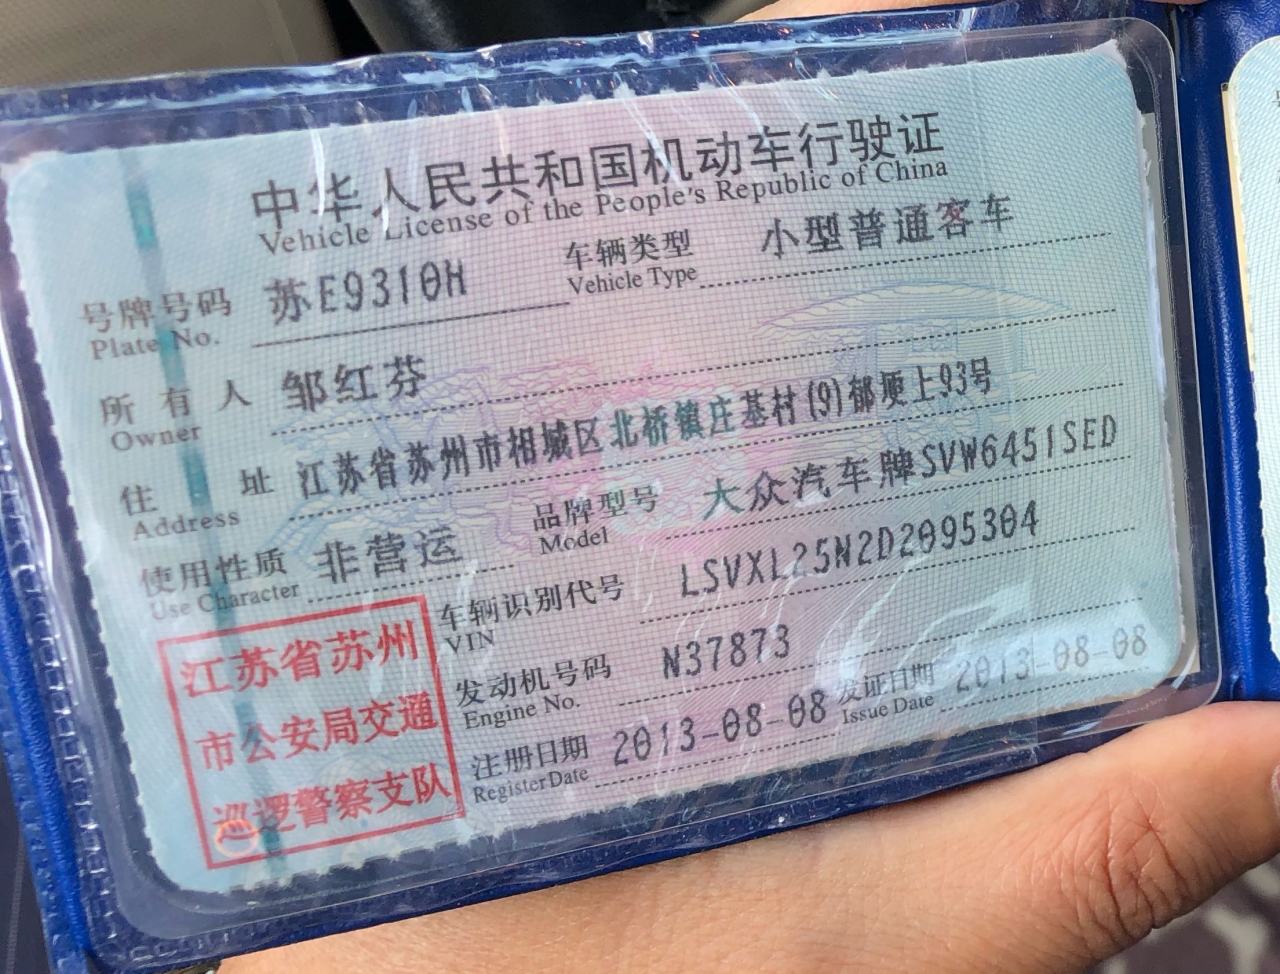 中华人民共和国机动车行驶证
Vehicle License of the People's Republic of China
号牌号码 苏E9310H 车辆类型 小型普通客车
Plate No. Vehicle Type
所有人 邹红芬
Owner
住址 江苏省苏州市相城区北桥镇庄基村(9)郁埂上93号
Address
使用性质 非营运 品牌型号 大众汽车牌SVW6451SED
Use Character Model
车辆识别代号 LSVXL25N2D2095304
VIN
发动机号码 N37873
Engine No.
注册日期 2013-08-08 发证日期 2013-08-08
RegisterDate Issue Date
江苏省苏州
市公安局交通
巡逻警察支队